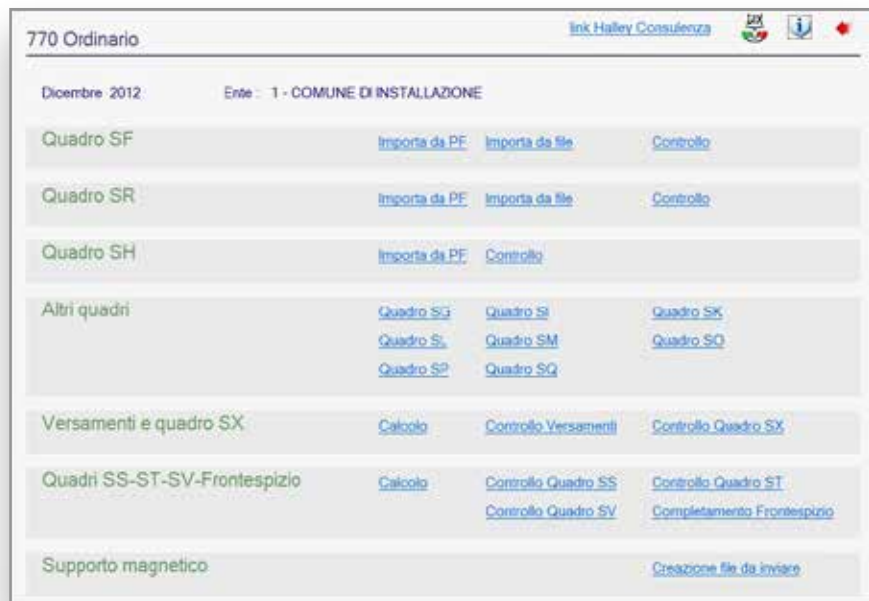 770 Ordinario link Halley Consulenza
Dicembre 2012 Ente : 1 - COMUNE DI INSTALLAZIONE
Quadro SF Importa da PF Importa da file Controllo
Quadro SR Importa da PF Importa da file Controllo
Quadro SH Importa da PF Controllo
Altri quadri Quadro SG Quadro SI Quadro SK
Quadro SL Quadro SM Quadro SO
Quadro SP Quadro SQ
Versamenti e quadro SX Calcolo Controllo Versamenti Controllo Quadro SX
Quadri SS-ST-SV-Frontespizio Calcolo Controllo Quadro SS Controllo Quadro ST
Controllo Quadro SV Completamento Frontespizio
Supporto magnetico Creazione file da inviare